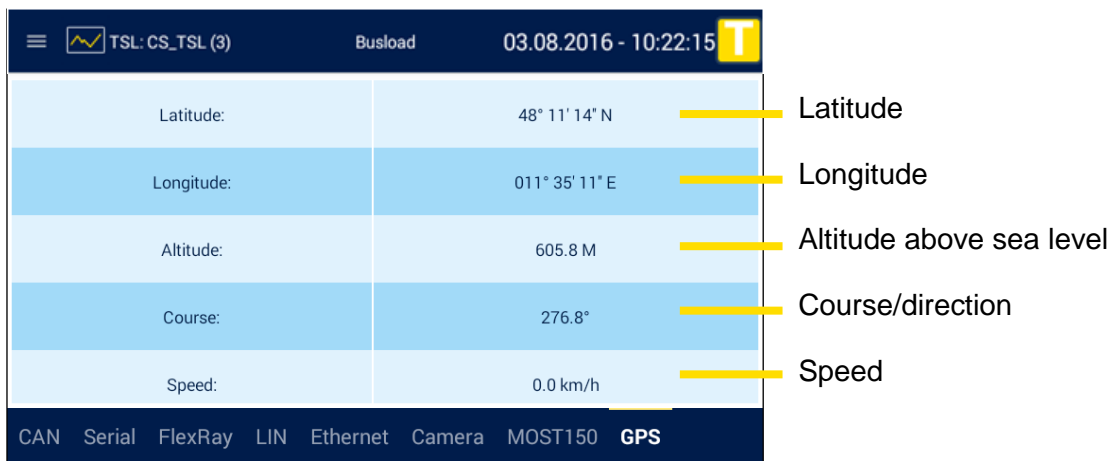 TSL: CS_TSL (3) Busload 03.08.2016 - 10:22:15 T
Latitude: 48° 11' 14" N Latitude
Longitude: 011° 35' 11" E Longitude
Altitude: 605.8 M Altitude above sea level
Course: 276.8° Course/direction
Speed: 0.0 km/h Speed
CAN Serial FlexRay LIN Ethernet Camera MOST150 GPS